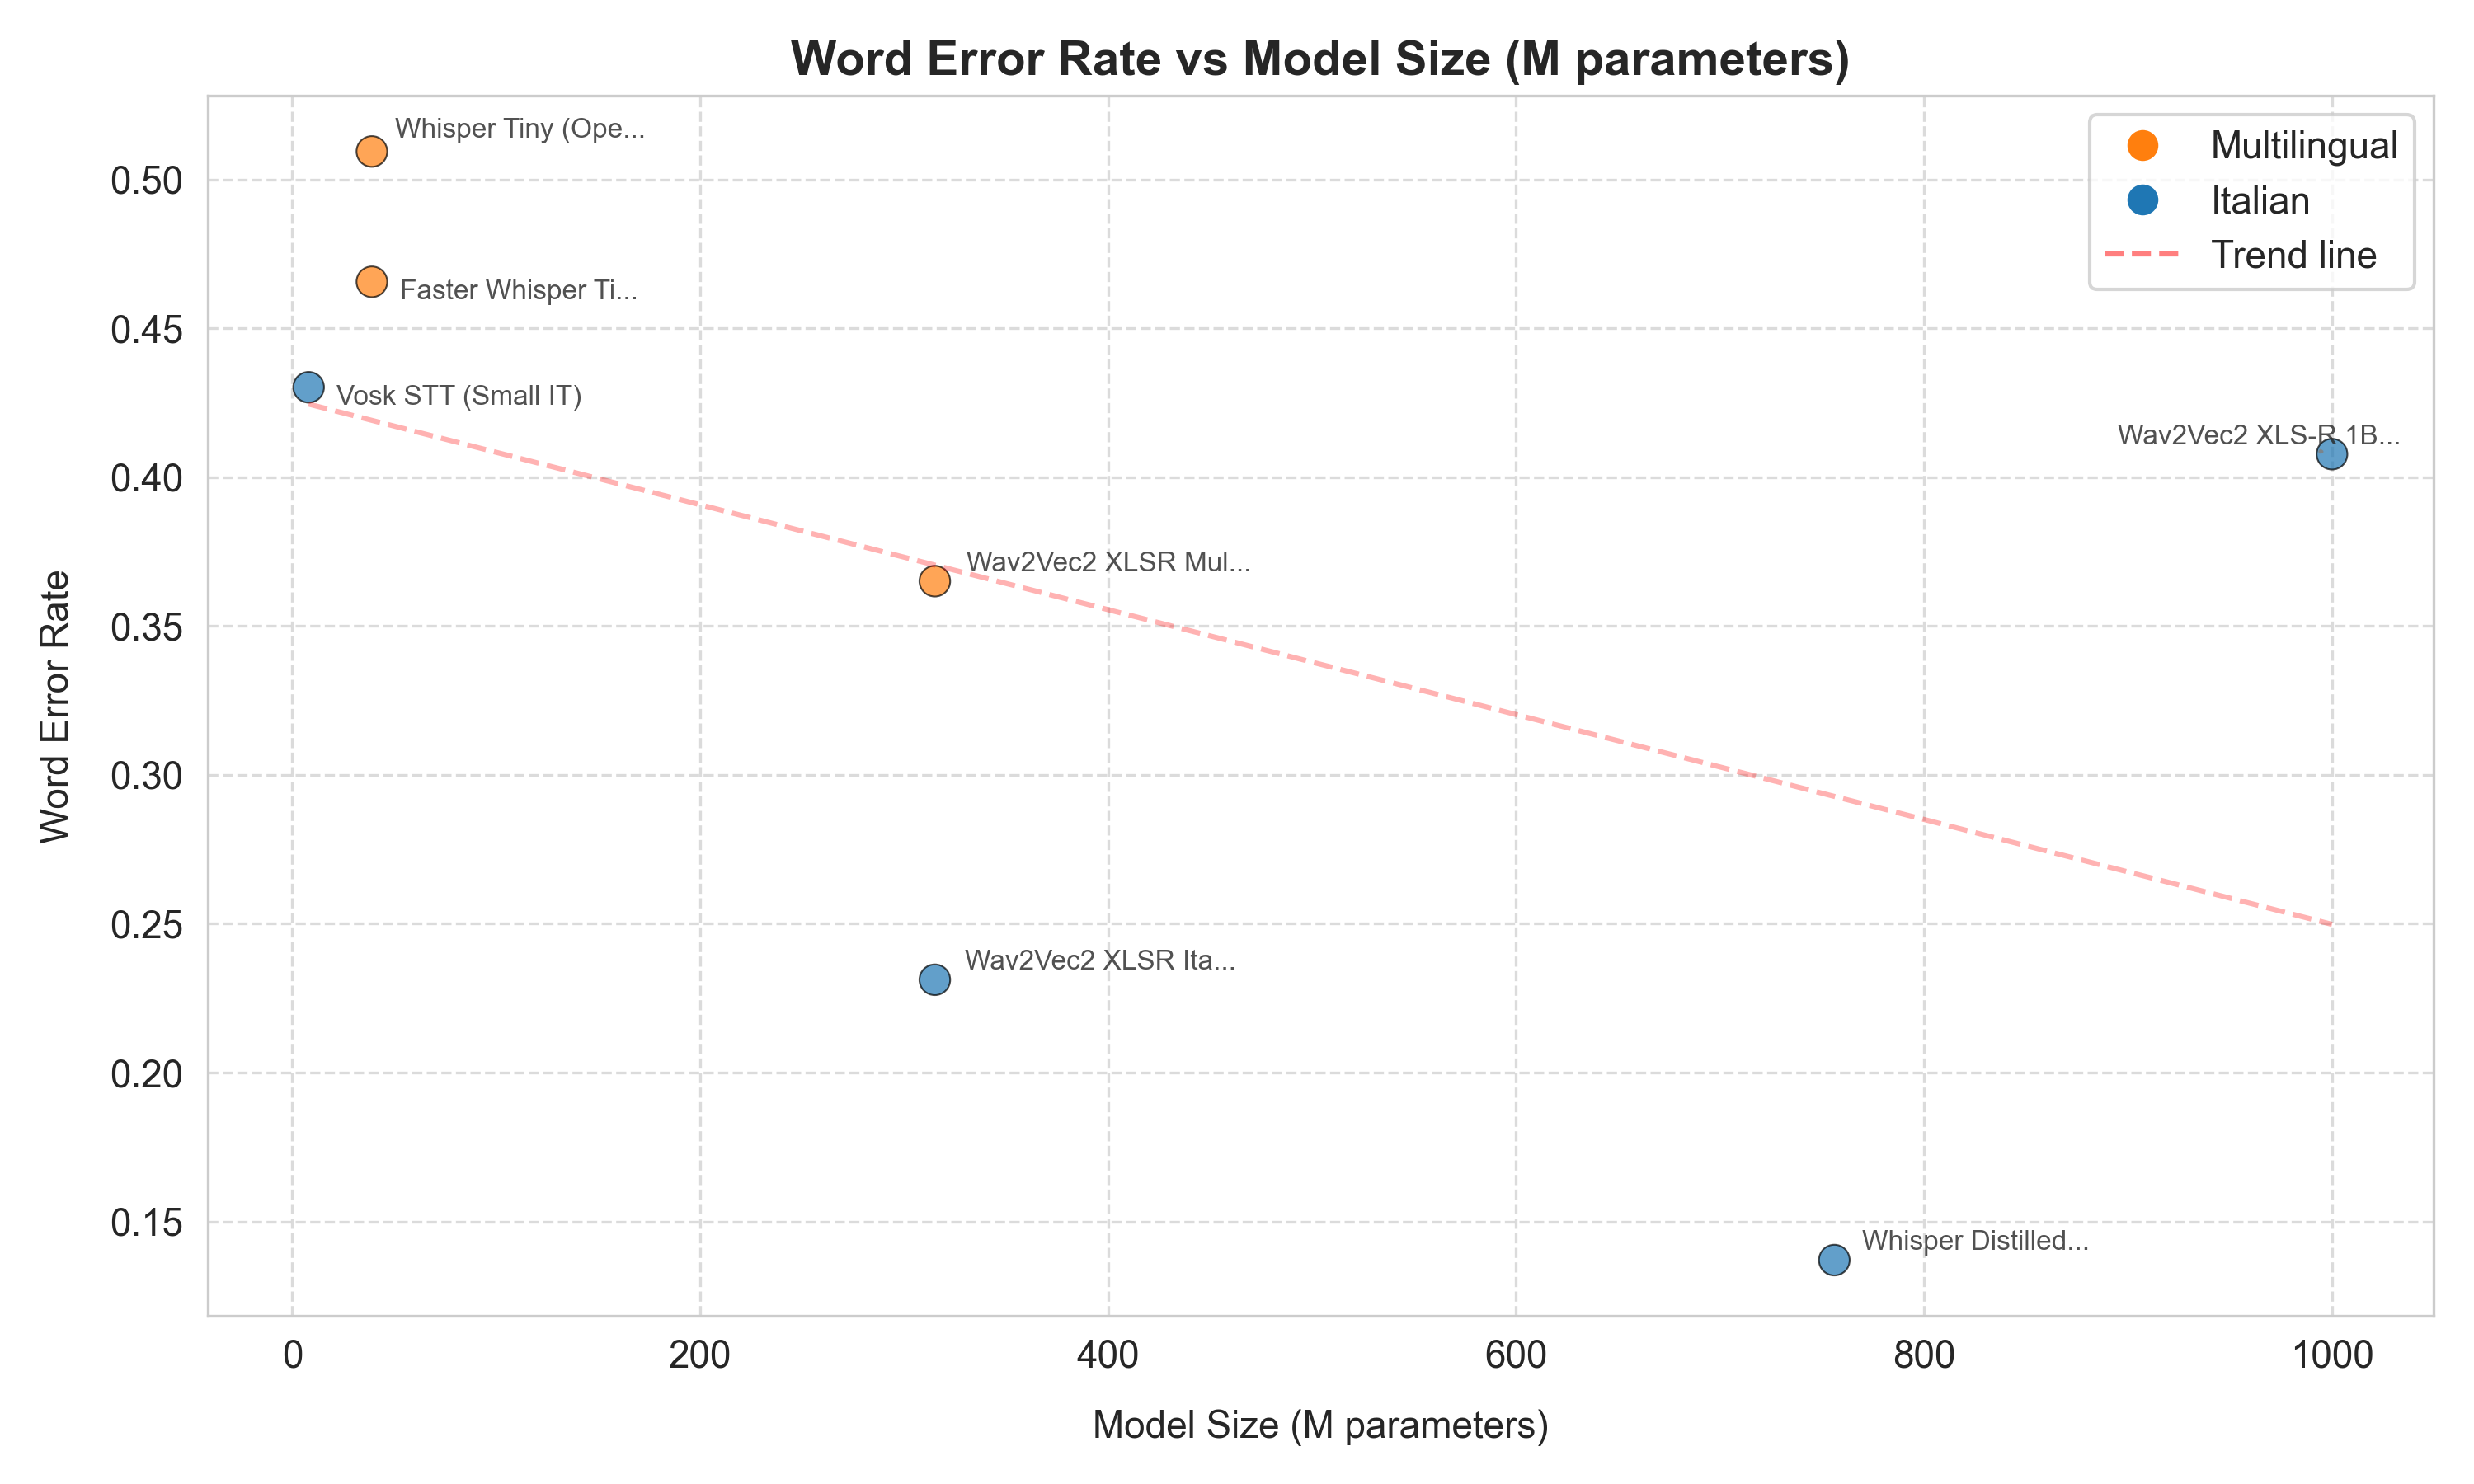 Word Error Rate vs Model Size (M parameters)
Multilingual
Italian
Trend line
Whisper Tiny (Ope...
Faster Whisper Ti...
Vosk STT (Small IT)
Wav2Vec2 XLS-R 1B...
Wav2Vec2 XLSR Mul...
Wav2Vec2 XLSR Ita...
Whisper Distilled...
Word Error Rate
0.50
0.45
0.40
0.35
0.30
0.25
0.20
0.15
0
200
400
600
800
1000
Model Size (M parameters)